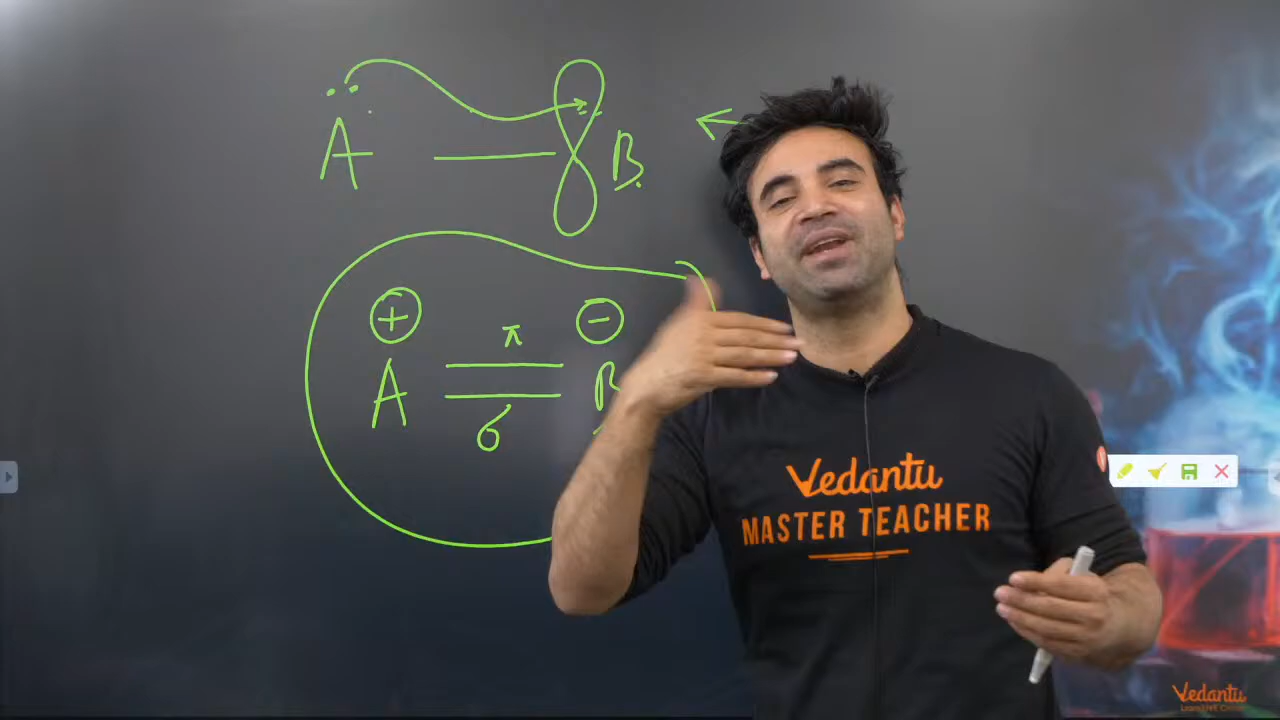 A B.
⊕ π ⊖
A σ B
Vedantu
MASTER TEACHER
Vedantu